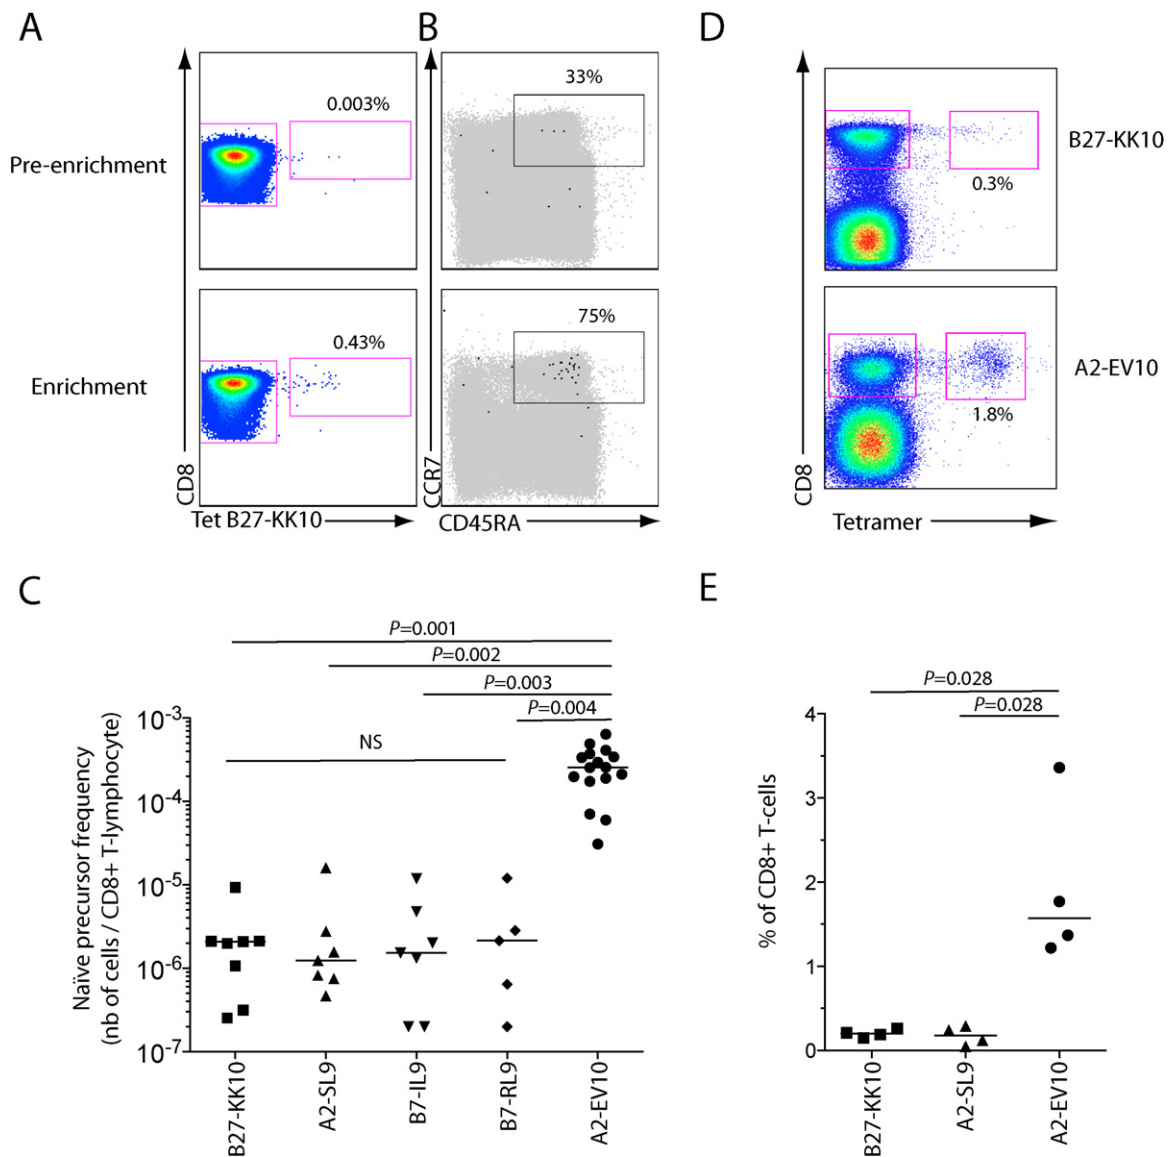 A
B
D
0.003%
33%
Pre-enrichment
B27-KK10
0.3%
0.43%
75%
Enrichment
A2-EV10
1.8%
CD8
CCR7
CD8
Tet B27-KK10
CD45RA
Tetramer
C
E
P=0.001
P=0.002
P=0.003
P=0.004
NS
Naïve precursor frequency
(nb of cells / CD8+ T-lymphocyte)
10-3
10-4
10-5
10-6
10-7
B27-KK10
A2-SL9
B7-IL9
B7-RL9
A2-EV10
P=0.028
P=0.028
% of CD8+ T-cells
4
3
2
1
0
B27-KK10
A2-SL9
A2-EV10